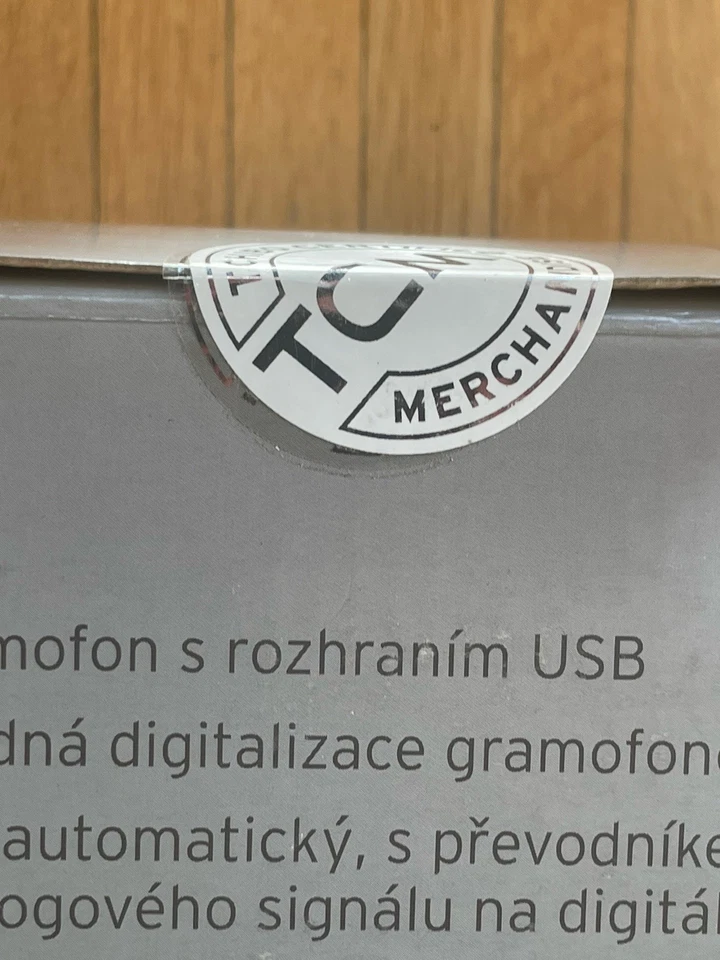 TCM
MERCHA
mofon s rozhraním USB
dná digitalizace gramofon
automatický, s převodníke
ogového signálu na digitál